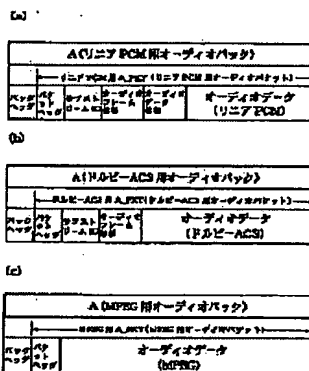 (a)
A(リニアPCM用オーディオパック)
リニアPCM用A_PKT(リニアPCM用オーディオパケット)
パックヘッダ
パケットヘッダ
サブストリームID
オーディオフレーム情報
オーディオデータ情報
オーディオデータ
(リニアPCM)
(b)
A(ドルビーAC3用オーディオパック)
ドルビーAC3用A_PKT(ドルビーAC3用オーディオパケット)
パックヘッダ
パケットヘッダ
サブストリームID
オーディオフレーム情報
オーディオデータ
(ドルビーAC3)
(c)
A(MPEG用オーディオパック)
MPEG用A_PKT(MPEG用オーディオパケット)
パックヘッダ
パケットヘッダ
オーディオデータ
(MPEG)